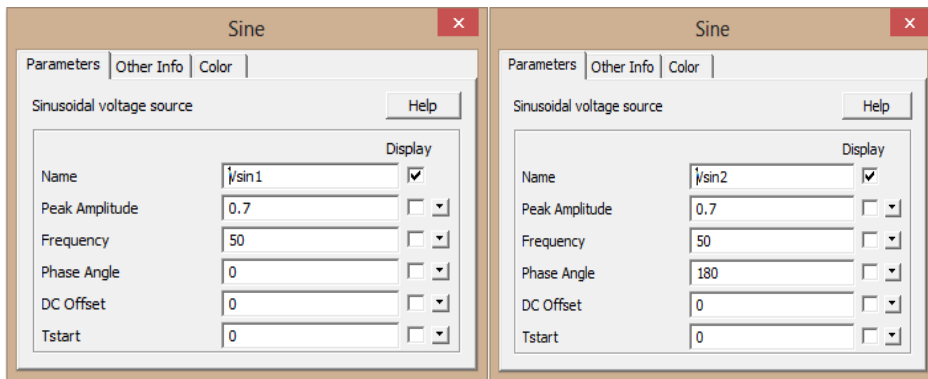 Sine
Parameters Other Info Color
Sinusoidal voltage source Help
Display
Name Vsin1
Peak Amplitude 0.7
Frequency 50
Phase Angle 0
DC Offset 0
Tstart 0
Sine
Parameters Other Info Color
Sinusoidal voltage source Help
Display
Name Vsin2
Peak Amplitude 0.7
Frequency 50
Phase Angle 180
DC Offset 0
Tstart 0